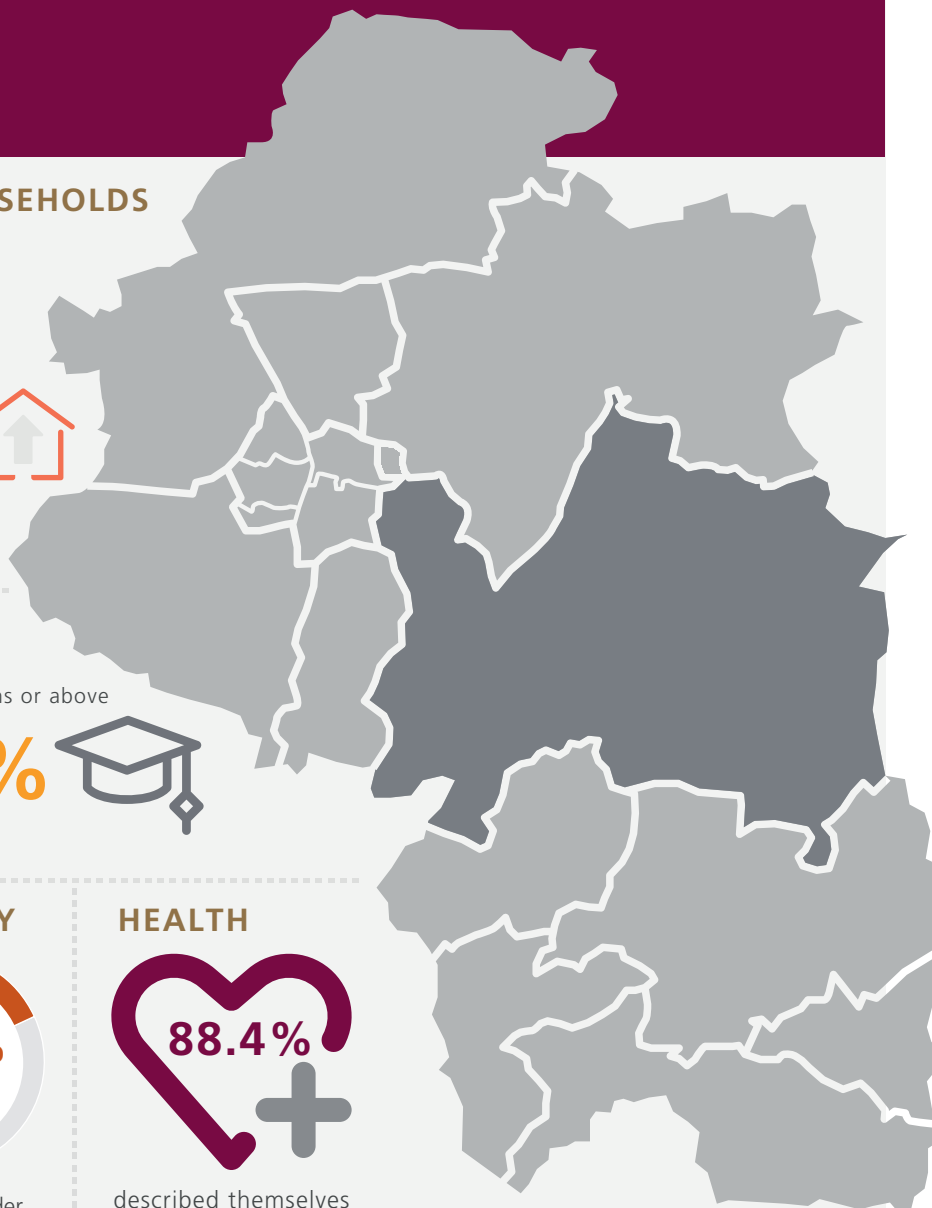 SEHOLDS
or above
%
Y
HEALTH
88.4%
described themselves